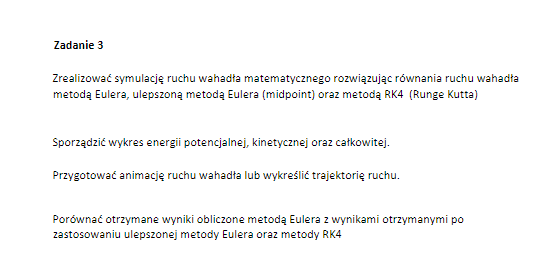 Zadanie 3
Zrealizować symulację ruchu wahadła matematycznego rozwiązując równania ruchu wahadła
metodą Eulera, ulepszoną metodą Eulera (midpoint) oraz metodą RK4 (Runge Kutta)
Sporządzić wykres energii potencjalnej, kinetycznej oraz całkowitej.
Przygotować animację ruchu wahadła lub wykreślić trajektorię ruchu.
Porównać otrzymane wyniki obliczone metodą Eulera z wynikami otrzymanymi po
zastosowaniu ulepszonej metody Eulera oraz metody RK4